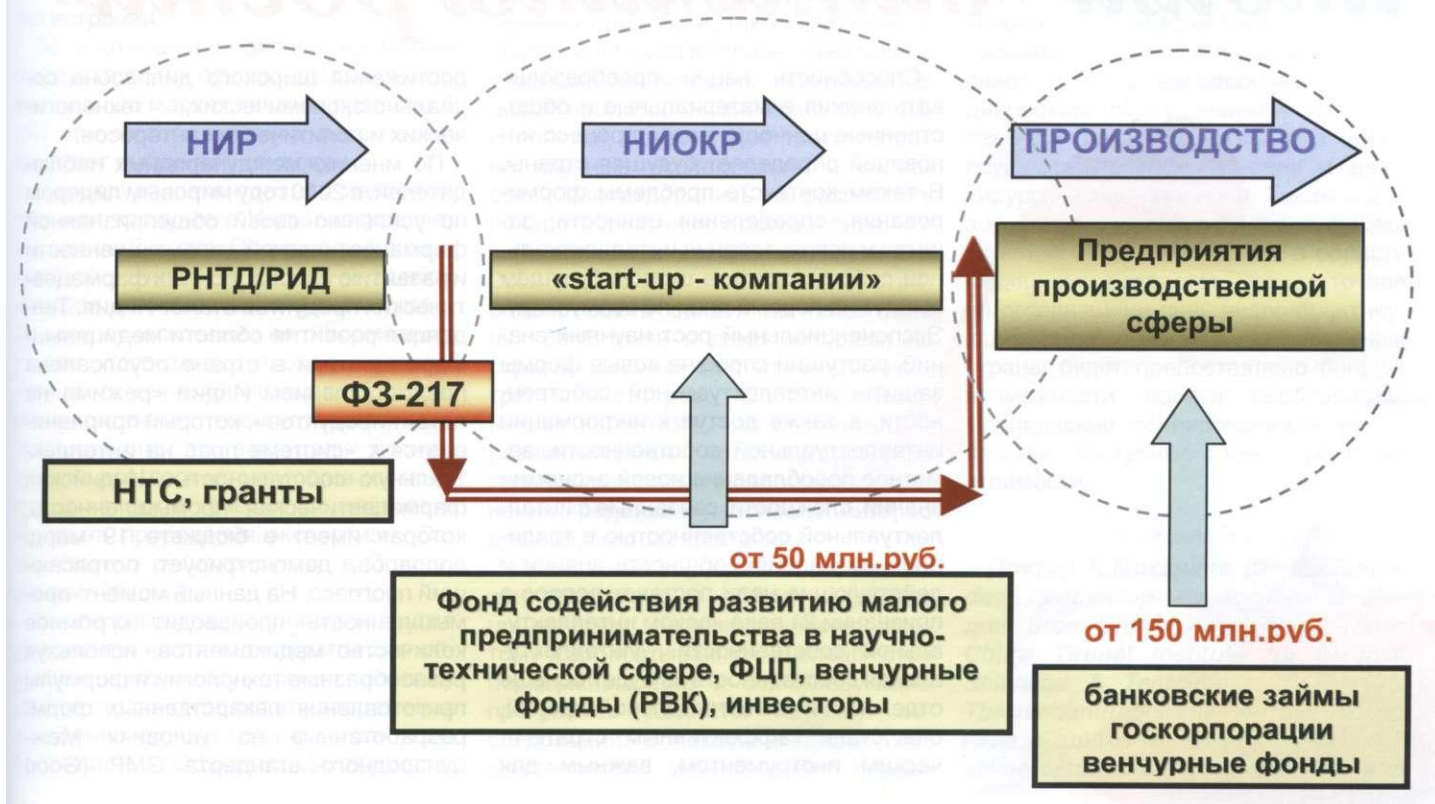 НИР
НИОКР
ПРОИЗВОДСТВО
РНТД/РИД
«start-up - компании»
Предприятия
производственной
сферы
ФЗ-217
НТС, гранты
от 50 млн.руб.
Фонд содействия развитию малого
предпринимательства в научно-
технической сфере, ФЦП, венчурные
фонды (РВК), инвесторы
от 150 млн.руб.
банковские займы
госкорпорации
венчурные фонды